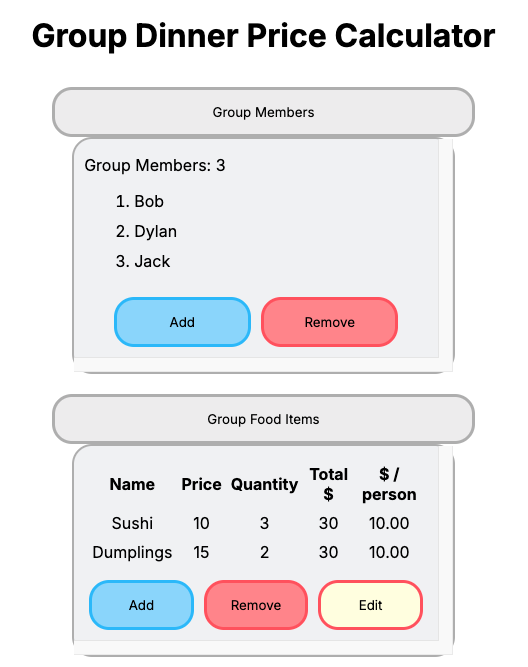 Group Dinner Price Calculator
Group Members
Group Members: 3
1. Bob
2. Dylan
3. Jack
Add Remove
Group Food Items
Name Price Quantity Total $ $ / person
Sushi 10 3 30 10.00
Dumplings 15 2 30 10.00
Add Remove Edit